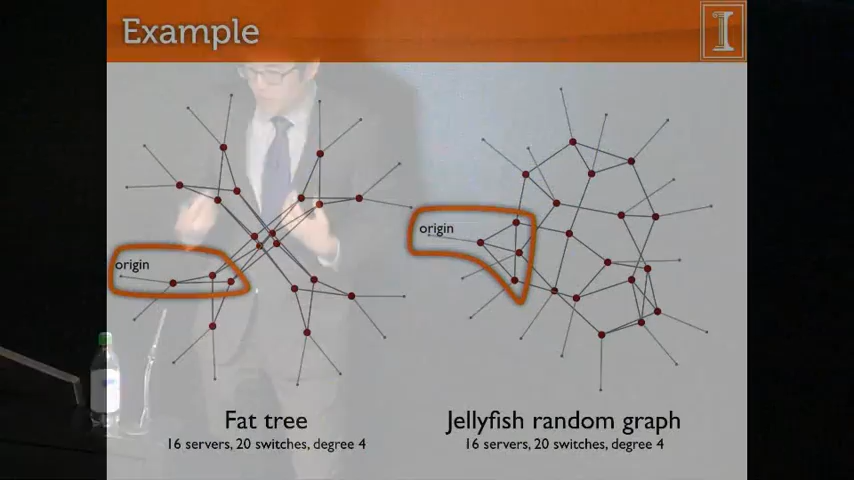 Example
I
origin
origin
Fat tree
16 servers, 20 switches, degree 4
Jellyfish random graph
16 servers, 20 switches, degree 4